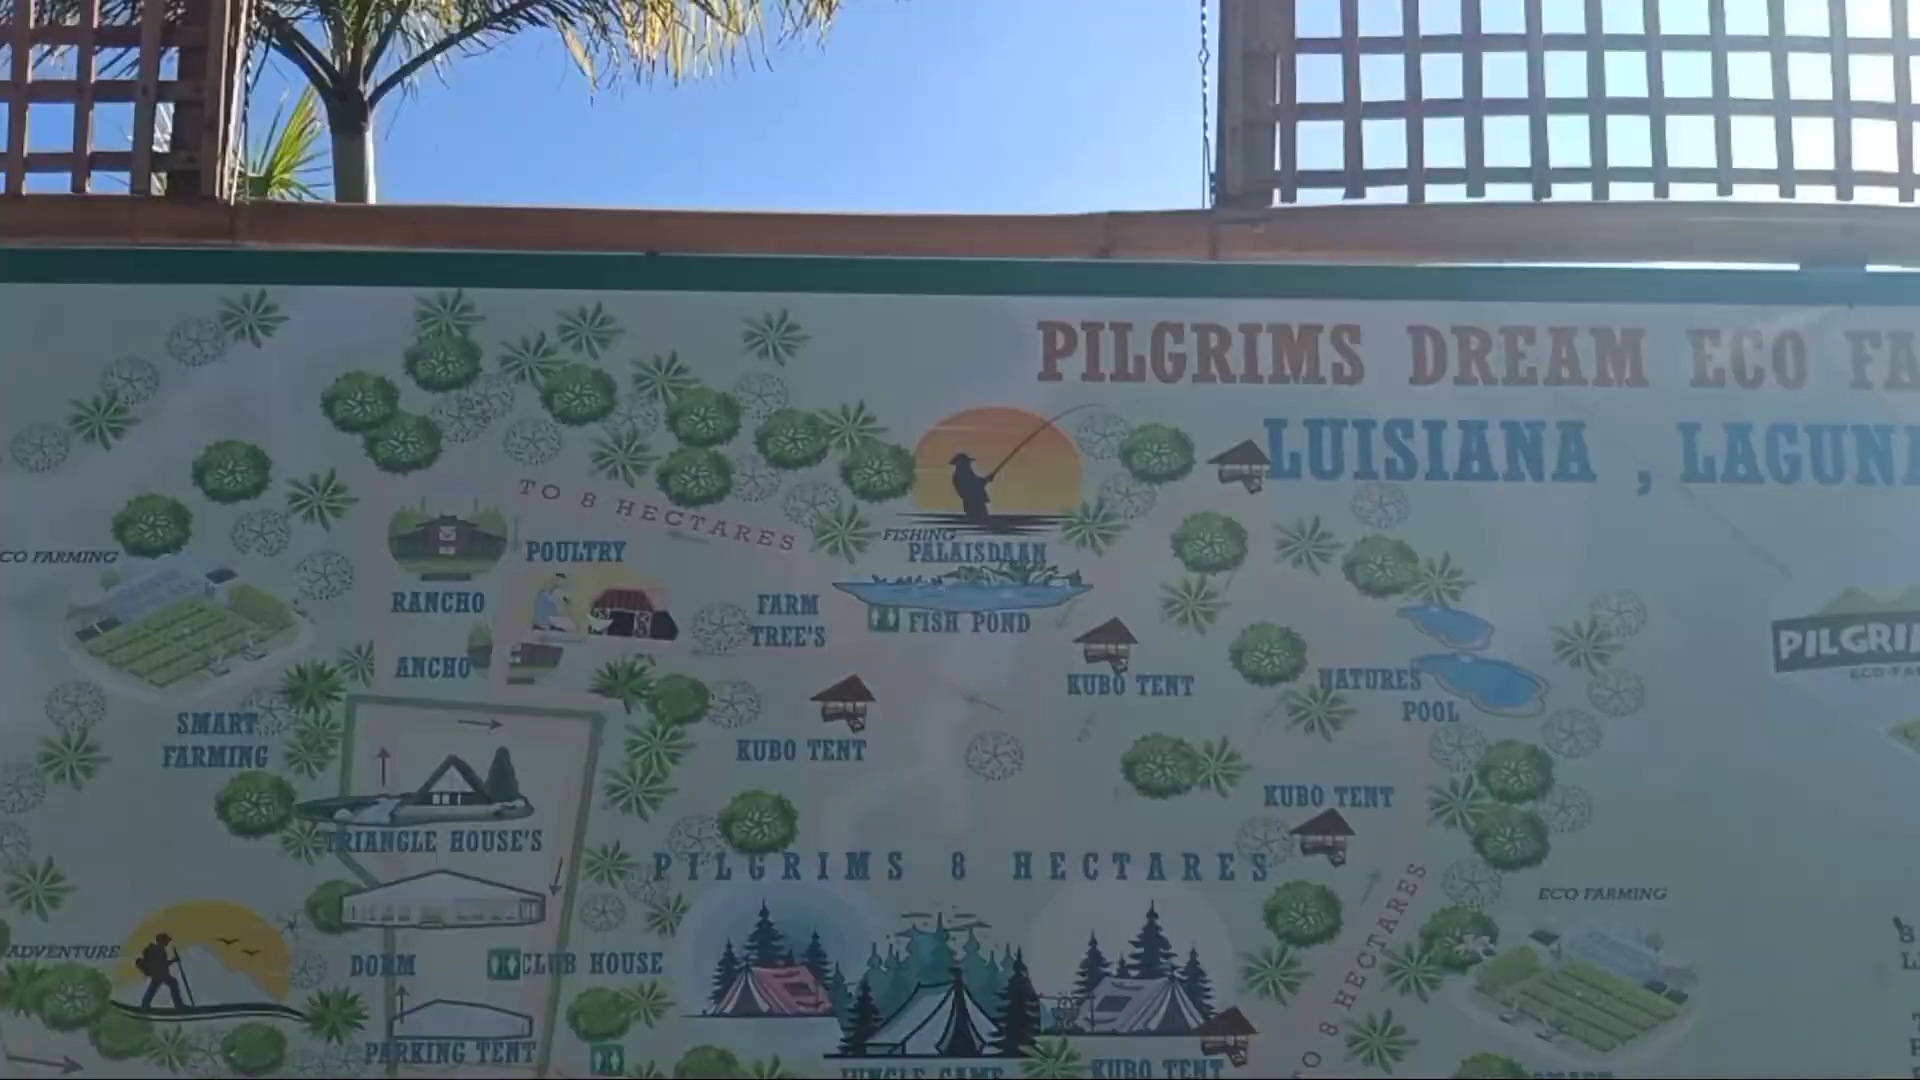 PILGRIMS DREAM ECO FA
LUISIANA , LAGUN
TO 8 HECTARES
FISHING
PALAISDAAN
CO FARMING
POULTRY
RANCHO
FARM
TREE'S
FISH POND
ANCHO
KUBO TENT
NATURES
POOL
PILGRI
SMART
FARMING
KUBO TENT
KUBO TENT
TRIANGLE HOUSE'S
PILGRIMS 8 HECTARES
TO 8 HECTARES
ECO FARMING
ADVENTURE
DORM
CLUB HOUSE
PARKING TENT
KUBO TENT